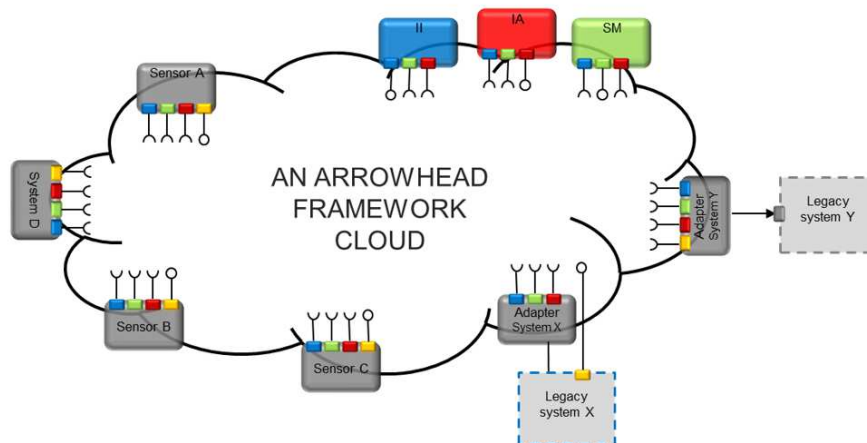 II
IA
SM
Sensor A
AN ARROWHEAD
FRAMEWORK
CLOUD
System D
Adapter
System Y
Legacy
system Y
Sensor B
Sensor C
Adapter
System X
Legacy
system X